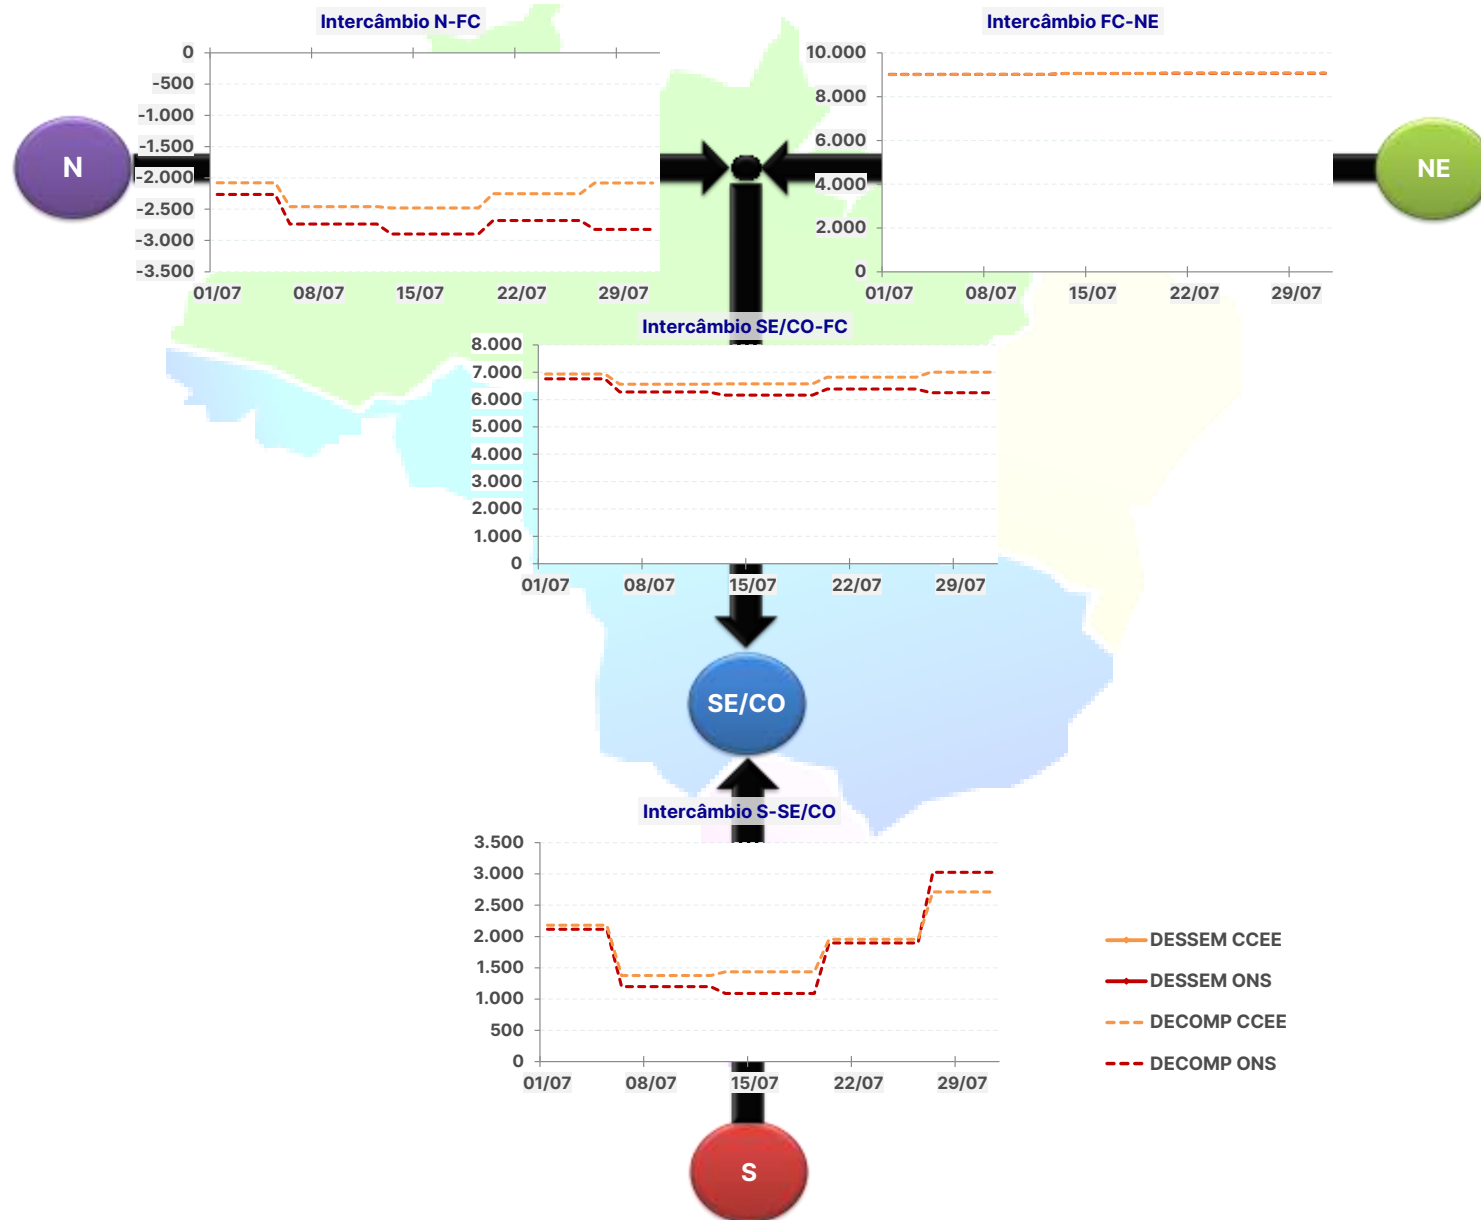 Intercâmbio N-FC
0
-500
-1.000
-1.500
-2.000
-2.500
-3.000
-3.500
01/07 08/07 15/07 22/07 29/07
Intercâmbio FC-NE
10.000
8.000
6.000
4.000
2.000
0
01/07 08/07 15/07 22/07 29/07
N
NE
Intercâmbio SE/CO-FC
8.000
7.000
6.000
5.000
4.000
3.000
2.000
1.000
0
01/07 08/07 15/07 22/07 29/07
SE/CO
Intercâmbio S-SE/CO
3.500
3.000
2.500
2.000
1.500
1.000
500
0
01/07 08/07 15/07 22/07 29/07
DESSEM CCEE
DESSEM ONS
DECOMP CCEE
DECOMP ONS
S